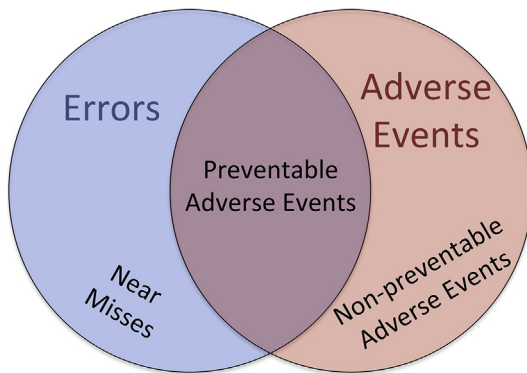 Errors
Adverse
Events
Preventable
Adverse Events
Near
Misses
Non-preventable
Adverse Events